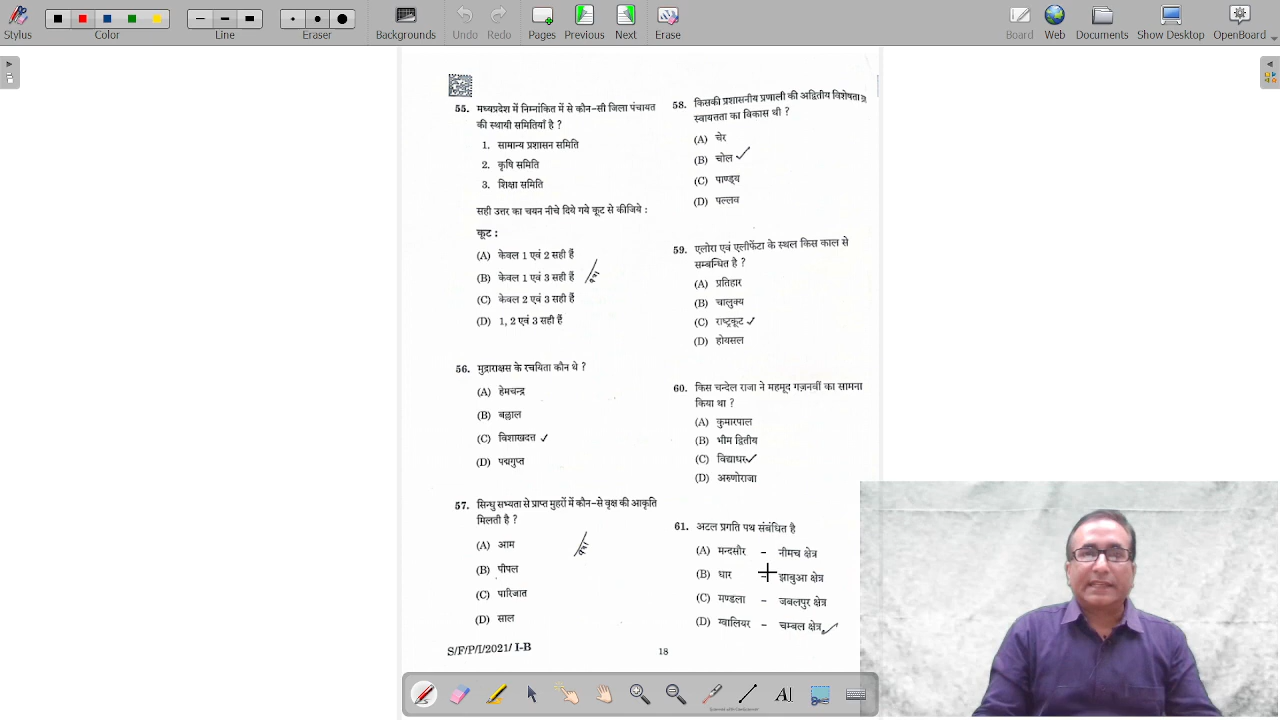 Styles
Color
Line
Eraser
Backgrounds
Undo
Redo
Pages
Previous
Next
Erase
Board
Web
Documents
Show Desktop
OpenBoard
55. मध्यप्रदेश में निम्नांकित में से कौन-सी जिला पंचायत
की स्थायी समितियाँ है ?
1. सामान्य प्रशासन समिति
2. कृषि समिति
3. शिक्षा समिति
सही उत्तर का चयन नीचे दिये गये कूट से कीजिये :
कूट :
(A) केवल 1 एवं 2 सही हैं
(B) केवल 1 एवं 3 सही हैं
(C) केवल 2 एवं 3 सही हैं
(D) 1, 2 एवं 3 सही हैं
56. मुद्राराक्षस के रचयिता कौन थे ?
(A) हेमचन्द्र
(B) बल्लाल
(C) विशाखदत्त
(D) पद्मगुप्त
57. सिन्धु सभ्यता से प्राप्त मुहरों में कौन-से वृक्ष की आकृति
मिलती है ?
(A) आम
(B) पीपल
(C) पारिजात
(D) साल
S/F/P/I/2021/ I-B
18
58. किसकी प्रशासनीय प्रणाली की अद्वितीय विशेषता
स्वायतता का विकास थी ?
(A) चेर
(B) चोल
(C) पाण्ड्य
(D) पल्लव
59. एलोरा एवं एलीफेंटा के स्थल किस काल से
सम्बन्धित है ?
(A) प्रतिहार
(B) चालुक्य
(C) राष्ट्रकूट
(D) होयसल
60. किस चन्देल राजा ने महमूद गज़नवीं का सामना
किया था ?
(A) कुमारपाल
(B) भीम द्वितीय
(C) विद्याधर
(D) अरुणोराजा
61. अटल प्रगति पथ संबंधित है
(A) मन्दसौर - नीमच क्षेत्र
(B) धार - झाबुआ क्षेत्र
(C) मण्डला - जबलपुर क्षेत्र
(D) ग्वालियर - चम्बल क्षेत्र
Scanned with CamScanner